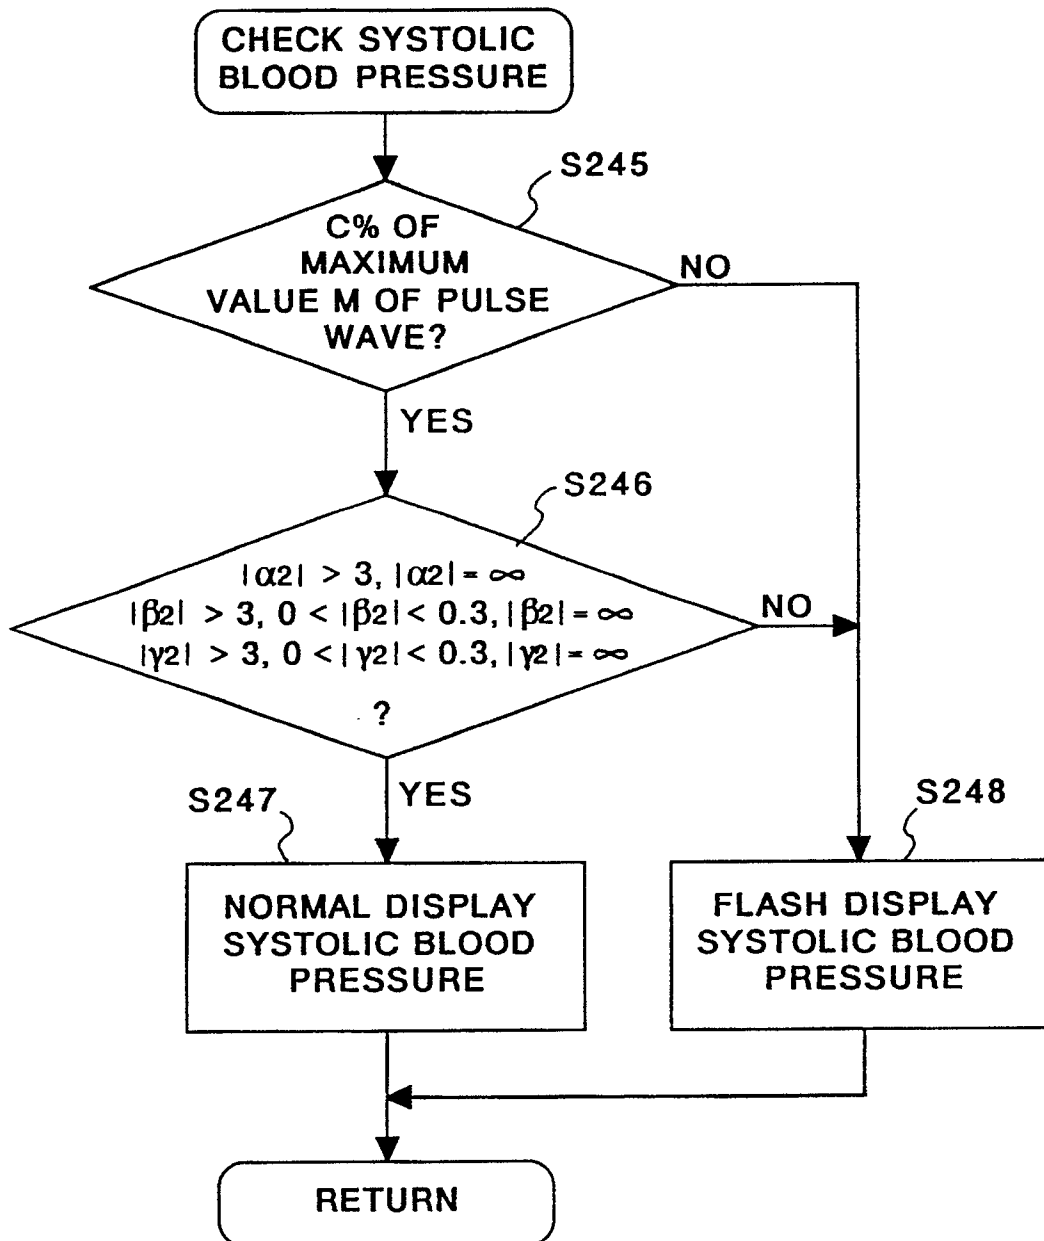 CHECK SYSTOLIC
BLOOD PRESSURE
S245
C% OF
MAXIMUM
VALUE M OF PULSE
WAVE?
NO
YES
S246
|α2| > 3, |α2| = ∞
|β2| > 3, 0 < |β2| < 0.3, |β2| = ∞
|γ2| > 3, 0 < |γ2| < 0.3, |γ2| = ∞
?
NO
YES
S247
S248
NORMAL DISPLAY
SYSTOLIC BLOOD
PRESSURE
FLASH DISPLAY
SYSTOLIC BLOOD
PRESSURE
RETURN